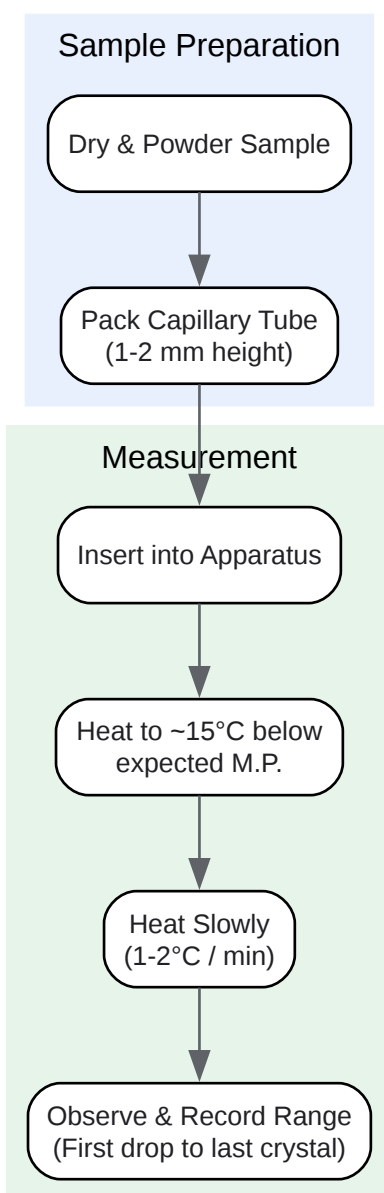 Sample Preparation
Dry & Powder Sample
Pack Capillary Tube
(1-2 mm height)
Measurement
Insert into Apparatus
Heat to ~15°C below
expected M.P.
Heat Slowly
(1-2°C / min)
Observe & Record Range
(First drop to last crystal)